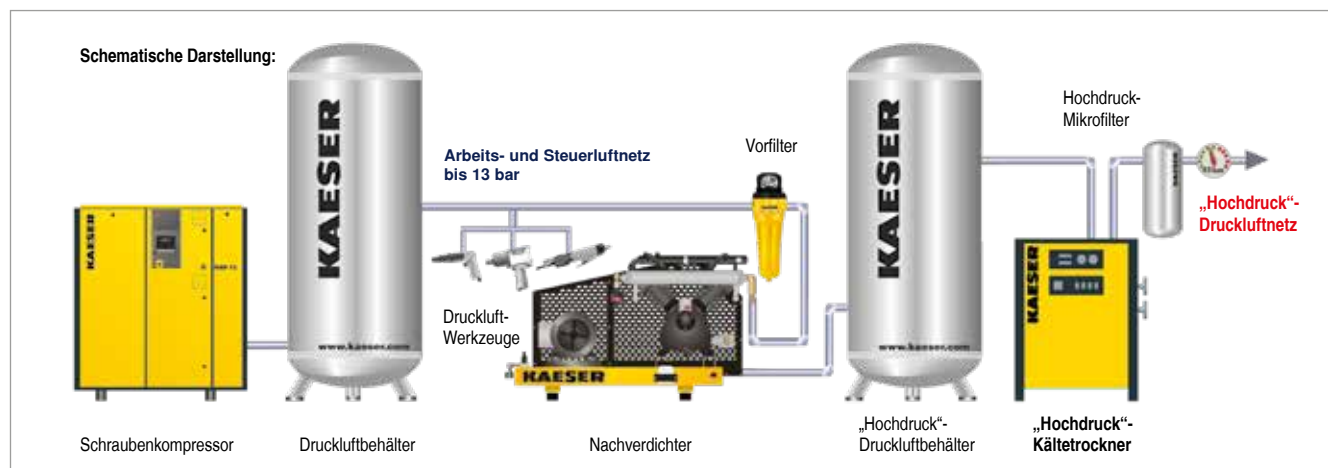 Schematische Darstellung:
KAESER
www.kaeser.com
KAESER
Arbeits- und Steuerluftnetz
bis 13 bar
Druckluft-
Werkzeuge
KAESER
Vorfilter
KAESER
www.kaeser.com
Hochdruck-
Mikrofilter
KAESER
„Hochdruck“-
Druckluftnetz
KAESER
Schraubenkompressor
Druckluftbehälter
Nachverdichter
„Hochdruck“-
Druckluftbehälter
„Hochdruck“-
Kältetrockner